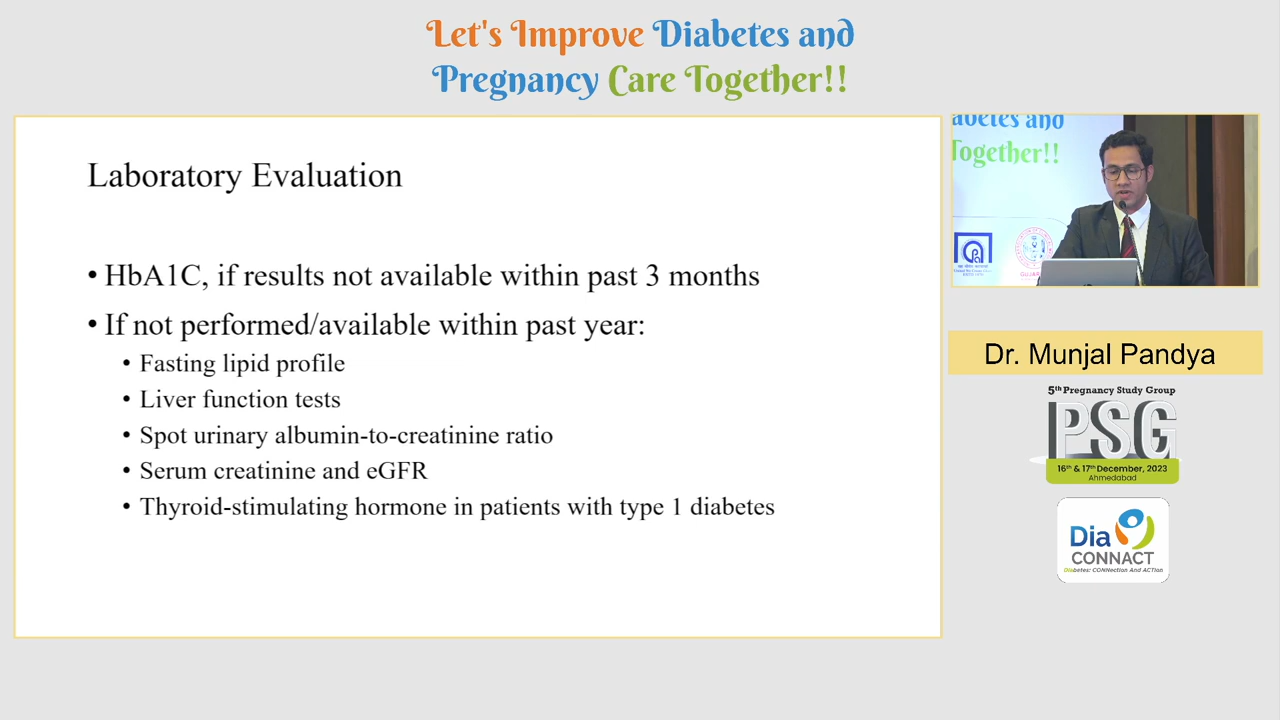 Let's Improve Diabetes and
Pregnancy Care Together!!
Laboratory Evaluation
• HbA1C, if results not available within past 3 months
• If not performed/available within past year:
• Fasting lipid profile
• Liver function tests
• Spot urinary albumin-to-creatinine ratio
• Serum creatinine and eGFR
• Thyroid-stimulating hormone in patients with type 1 diabetes
abetes and
Together!!
Dr. Munjal Pandya
5th Pregnancy Study Group
PSG
16th & 17th December, 2023
Ahmedabad
Dia
CONNACT
Diabetes: CONNection And ACTion